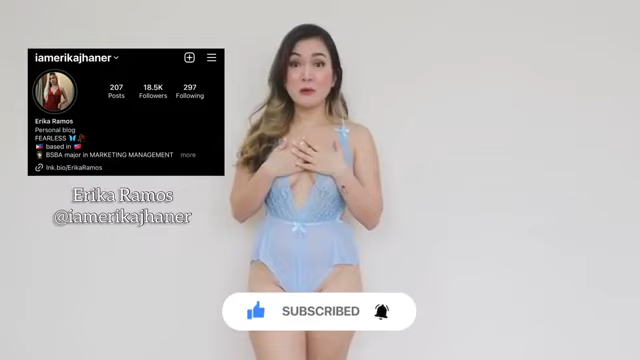 iamerikajhaner
207
Posts
18.5K
Followers
297
Following
Erika Ramos
Personal blog
FEARLESS 🦋🥀
🇵🇭 based in 🇹🇼
👩‍🎓 BSBA major in MARKETING MANAGEMENT more
lnk.bio/ErikaRamos
Erika Ramos
@iamerikajhaner
SUBSCRIBED